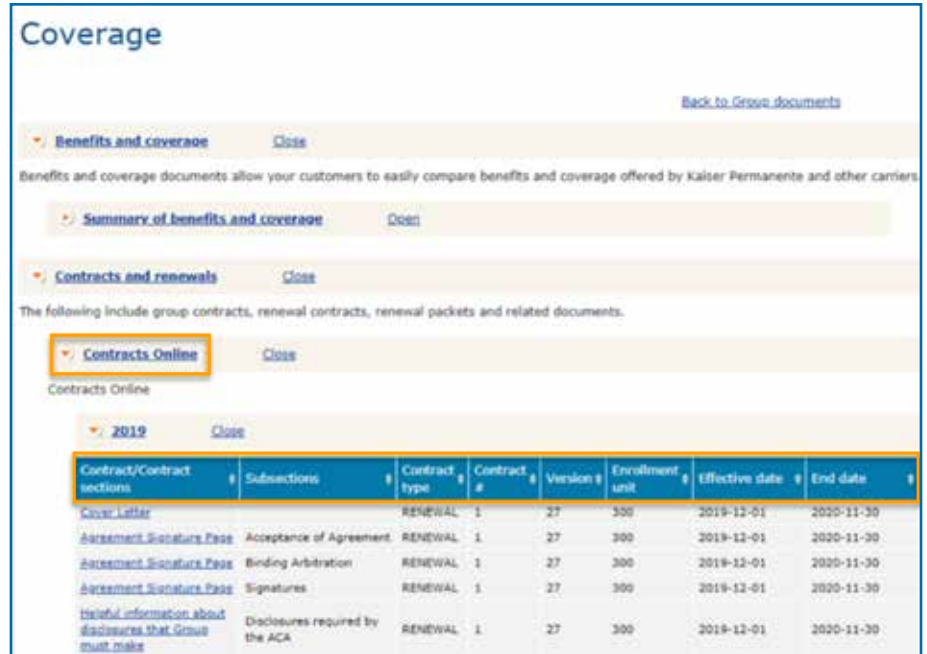 Coverage
Back to Group documents
Benefits and coverage Close
Benefits and coverage documents allow your customers to easily compare benefits and coverage offered by Kaiser Permanente and other carriers.
Summary of benefits and coverage Open
Contracts and renewals Close
The following include group contracts, renewal contracts, renewal packets and related documents.
Contracts Online Close
Contracts Online
2019 Close
Contract/Contract sections Subsections Contract type Contract # Version Enrollment unit Effective date End date
Cover Letter RENEWAL 1 27 300 2019-12-01 2020-11-30
Agreement Signature Page Acceptance of Agreement RENEWAL 1 27 300 2019-12-01 2020-11-30
Agreement Signature Page Binding Arbitration RENEWAL 1 27 300 2019-12-01 2020-11-30
Agreement Signature Page Signatures RENEWAL 1 27 300 2019-12-01 2020-11-30
Helpful information about disclosures that Group must make Disclosures required by the ACA RENEWAL 1 27 300 2019-12-01 2020-11-30